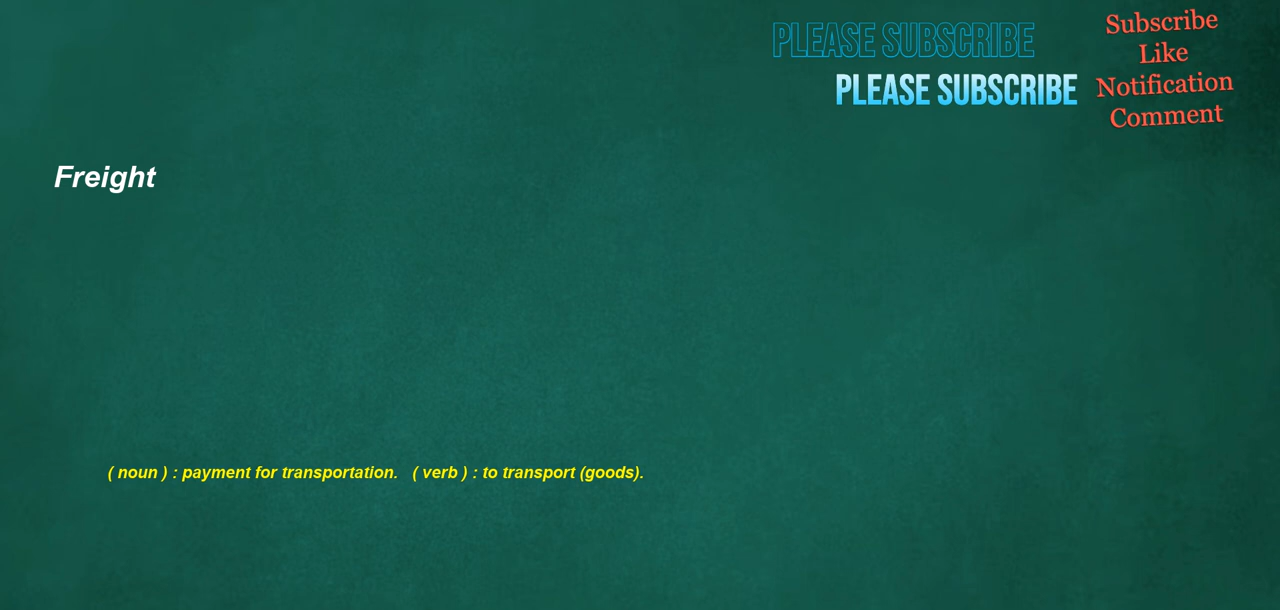 PLEASE SUBSCRIBE
PLEASE SUBSCRIBE
Subscribe
Like
Notification
Comment
Freight
( noun ) : payment for transportation.   ( verb ) : to transport (goods).